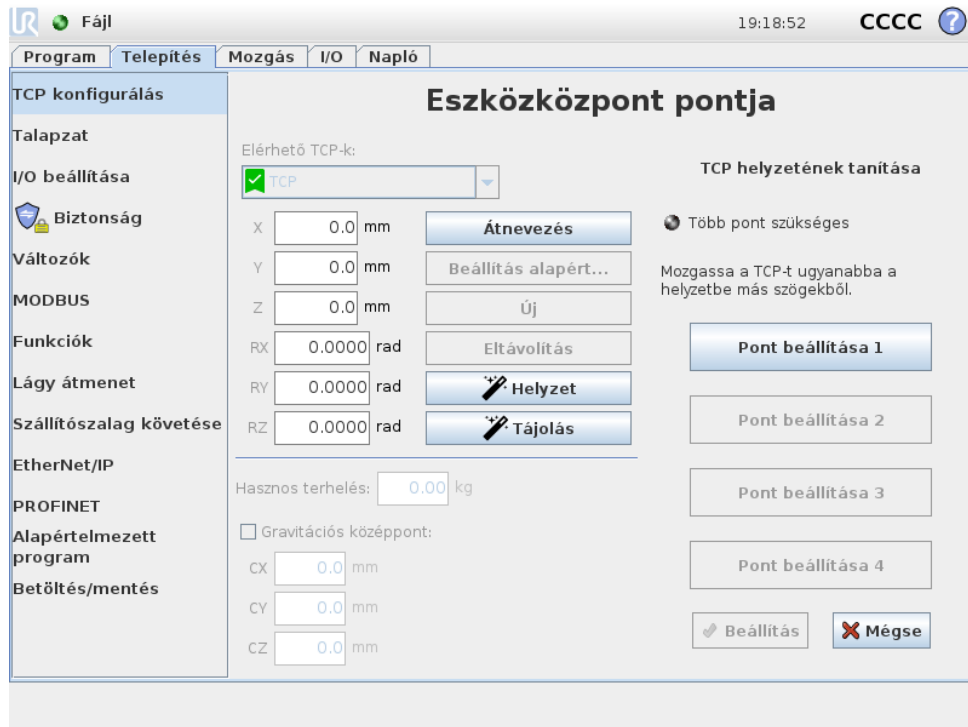 UR Fájl 19:18:52 CCCC ?
Program Telepítés Mozgás I/O Napló
TCP konfigurálás
Talapzat
I/O beállítása
Biztonság
Változók
MODBUS
Funkciók
Lágy átmenet
Szállítószalag követése
EtherNet/IP
PROFINET
Alapértelmezett
program
Betöltés/mentés
Eszközközpont pontja
Elérhető TCP-k:
TCP
X 0.0 mm Átnevezés
Y 0.0 mm Beállítás alapért...
Z 0.0 mm Új
RX 0.0000 rad Eltávolítás
RY 0.0000 rad Helyzet
RZ 0.0000 rad Tájolás
Hasznos terhelés: 0.00 kg
Gravitációs középpont:
CX 0.0 mm
CY 0.0 mm
CZ 0.0 mm
TCP helyzetének tanítása
Több pont szükséges
Mozgassa a TCP-t ugyanabba a
helyzetbe más szögekből.
Pont beállítása 1
Pont beállítása 2
Pont beállítása 3
Pont beállítása 4
Beállítás Mégse